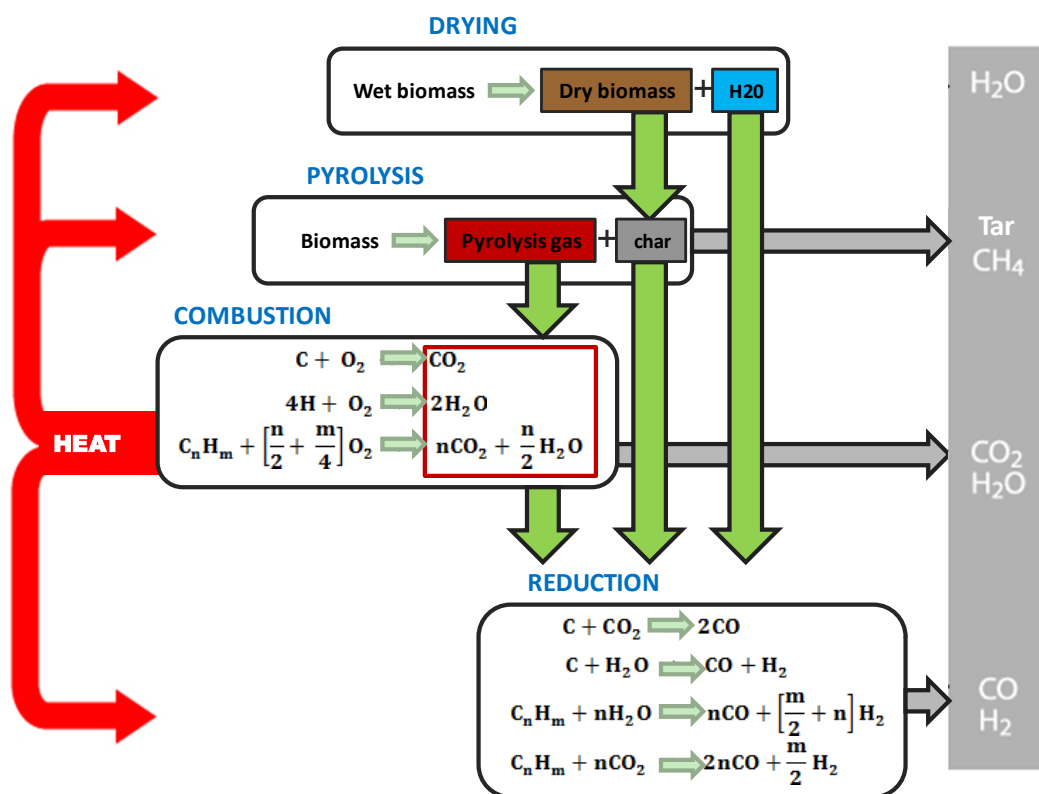 DRYING
Wet biomass Dry biomass + H20
H₂O
PYROLYSIS
Biomass Pyrolysis gas + char
Tar
CH₄
COMBUSTION
C + O₂ CO₂
4H + O₂ 2H₂O
HEAT
CₙHₘ + [n/2 + m/4]O₂ nCO₂ + n/2 H₂O
CO₂
H₂O
REDUCTION
C + CO₂ 2CO
C + H₂O CO + H₂
CₙHₘ + nH₂O nCO + [m/2 + n]H₂
CₙHₘ + nCO₂ 2nCO + m/2 H₂
CO
H₂